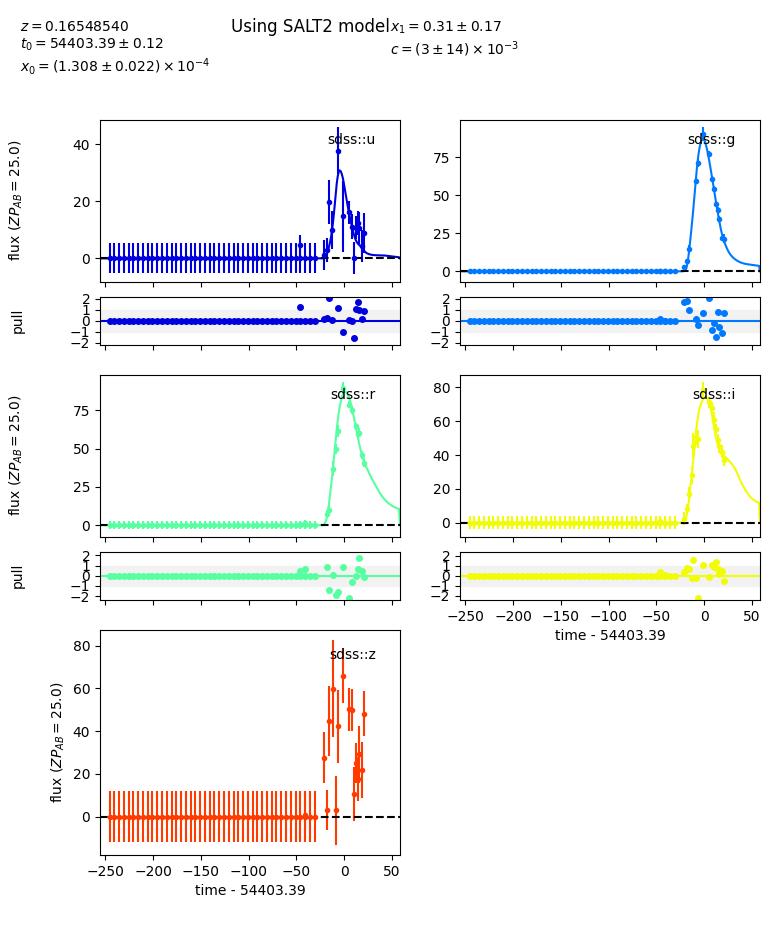 z = 0.16548540
t₀ = 54403.39 ± 0.12
x₀ = (1.308 ± 0.022) × 10⁻⁴
Using SALT2 model
x₁ = 0.31 ± 0.17
c = (3 ± 14) × 10⁻³
sdss::u
flux (ZP_AB = 25.0)
40
20
0
sdss::g
75
50
25
0
pull
2
1
0
−1
−2
2
1
0
−1
−2
sdss::r
flux (ZP_AB = 25.0)
75
50
25
0
sdss::i
80
60
40
20
0
pull
2
1
0
−1
−2
2
1
0
−1
−2
−250 −200 −150 −100 −50 0 50
time - 54403.39
sdss::z
flux (ZP_AB = 25.0)
80
60
40
20
0
−250 −200 −150 −100 −50 0 50
time - 54403.39